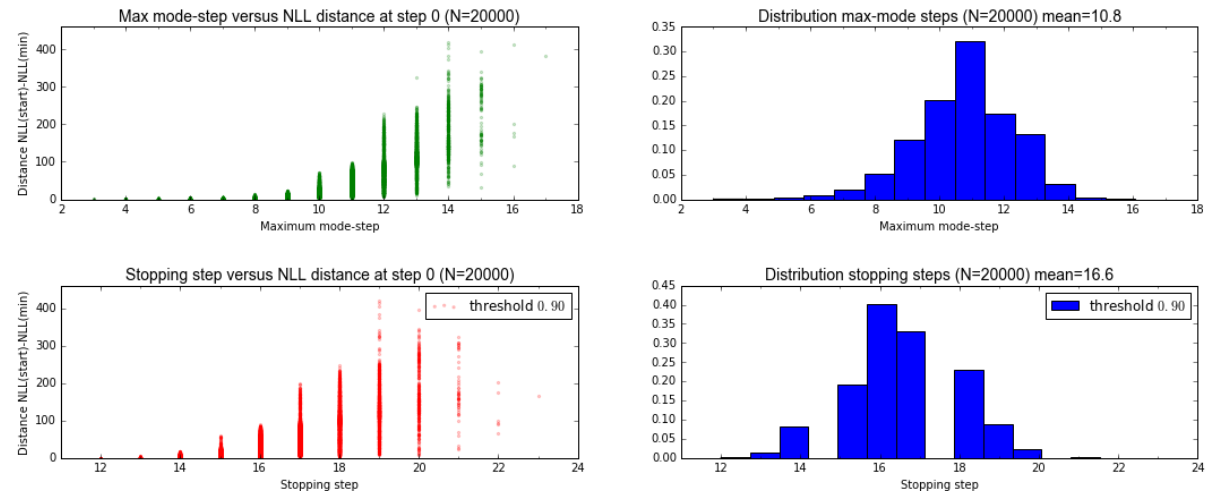 Max mode-step versus NLL distance at step 0 (N=20000)
Distance NLL(start)-NLL(min)
400
300
200
100
0
2 4 6 8 10 12 14 16 18
Maximum mode-step
Distribution max-mode steps (N=20000) mean=10.8
0.35
0.30
0.25
0.20
0.15
0.10
0.05
0.00
2 4 6 8 10 12 14 16 18
Maximum mode-step
Stopping step versus NLL distance at step 0 (N=20000)
Distance NLL(start)-NLL(min)
400
300
200
100
0
threshold 0.90
12 14 16 18 20 22 24
Stopping step
Distribution stopping steps (N=20000) mean=16.6
0.45
0.40
0.35
0.30
0.25
0.20
0.15
0.10
0.05
0.00
threshold 0.90
12 14 16 18 20 22 24
Stopping step